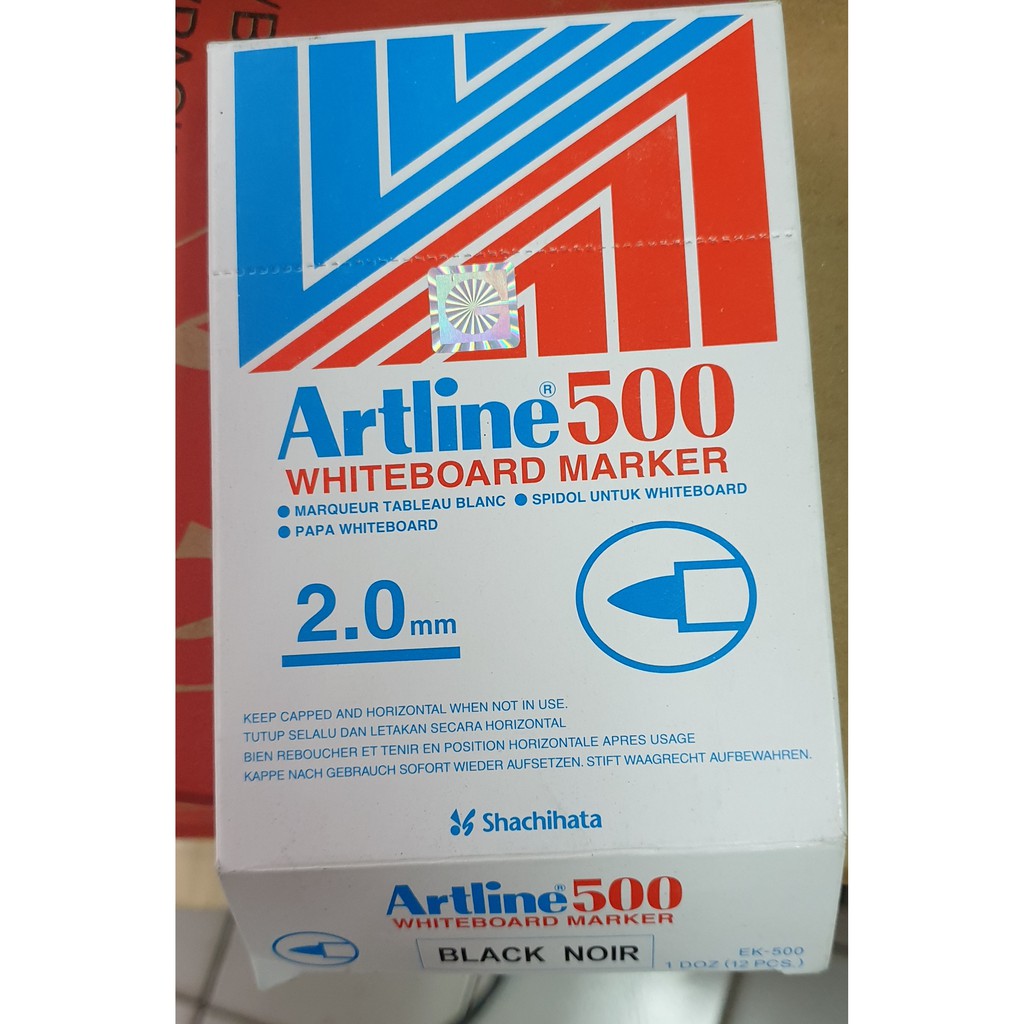 Artline® 500
WHITEBOARD MARKER
● MARQUEUR TABLEAU BLANC ● SPIDOL UNTUK WHITEBOARD
● PAPA WHITEBOARD
2.0 mm
KEEP CAPPED AND HORIZONTAL WHEN NOT IN USE.
TUTUP SELALU DAN LETAKAN SECARA HORIZONTAL
BIEN REBOUCHER ET TENIR EN POSITION HORIZONTALE APRES USAGE
KAPPE NACH GEBRAUCH SOFORT WIEDER AUFSETZEN. STIFT WAAGRECHT AUFBEWAHREN.
Shachihata
Artline® 500
WHITEBOARD MARKER
BLACK NOIR
EK-500
1 DOZ (12 PCS.)